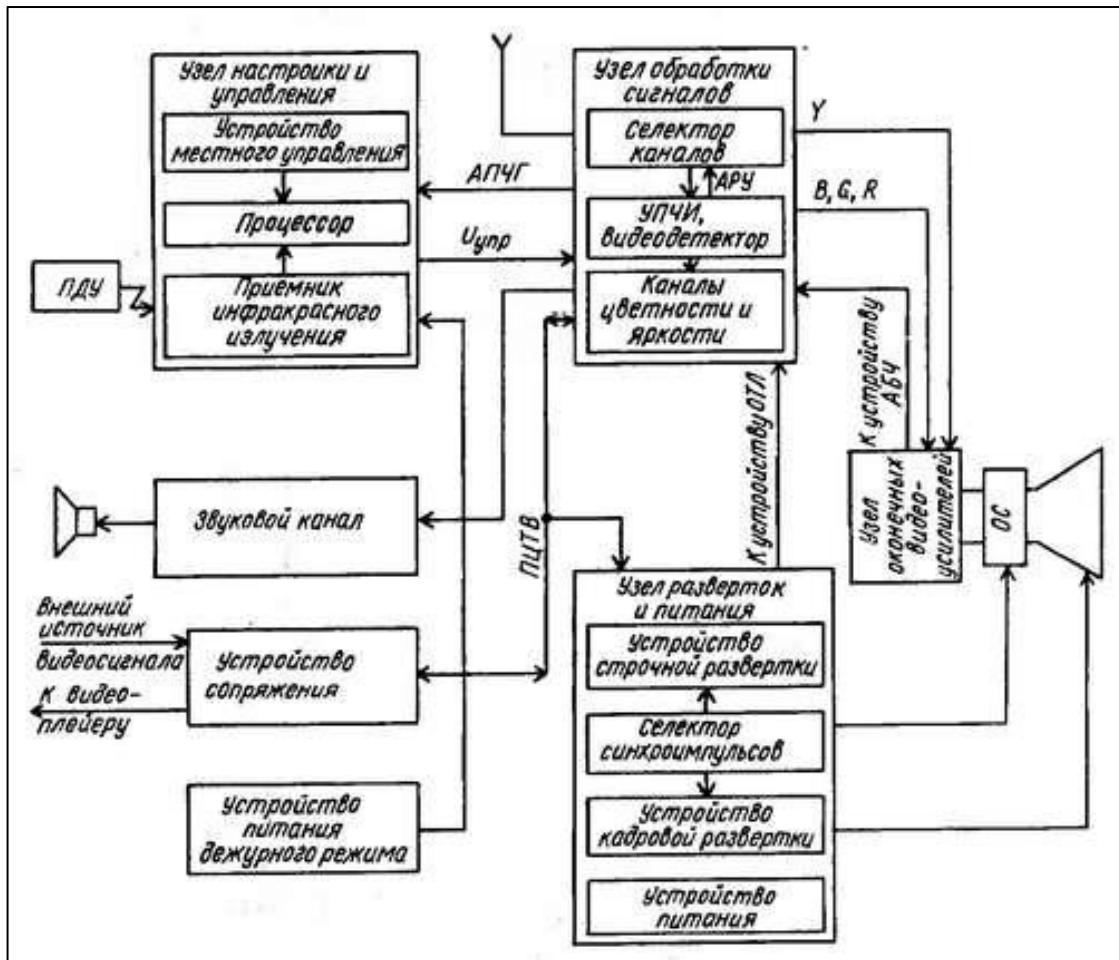 Узел настройки и
управления
Устройство
местного управления
Процессор
Приемник
инфракрасного
излучения
ПДУ
АПЧГ
Uупр
Узел обработки
сигналов
Селектор
каналов
АРУ
УПЧИ,
видеодетектор
Каналы
цветности и
яркости
Y
B, G, R
К устройству
АБЧ
К устройству ОТЛ
Узел
оконечных
видео-
усилителей
ОС
Звуковой канал
ПЦТВ
Внешний
источник
видеосигнала
К видео-
плейеру
Устройство
сопряжения
Устройство
питания
дежурного режима
Узел разверток
и питания
Устройство
строчной развертки
Селектор
синхроимпульсов
Устройство
кадровой развертки
Устройство
питания